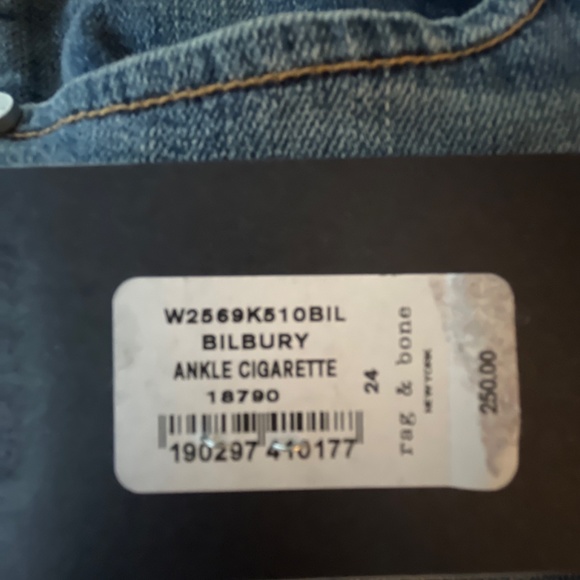 W2569K510BIL
BILBURY
ANKLE CIGARETTE
18790
190297 410177
24
rag & bone
NEW YORK
250.00